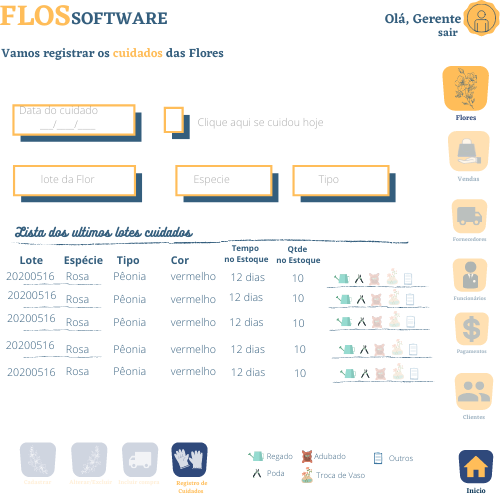 FLOSSOFTWARE
Olá, Gerente
sair
Vamos registrar os cuidados das Flores
Data do cuidado
__/__/__
Clique aqui se cuidou hoje
Flores
lote da Flor
Especie
Tipo
Vendas
Lista dos ultimos lotes cuidados
Fornecedores
Lote Espécie Tipo Cor Tempo no Estoque Qtde no Estoque
20200516 Rosa Pêonia vermelho 12 dias 10
20200516 Rosa Pêonia vermelho 12 dias 10
Funcionários
20200516 Rosa Pêonia vermelho 12 dias 10
20200516 Rosa Pêonia vermelho 12 dias 10
Pagamentos
20200516 Rosa Pêonia vermelho 12 dias 10
Clientes
Regado Adubado Outros
Poda Troca de Vaso
Registro de
Cuidados
Inicio